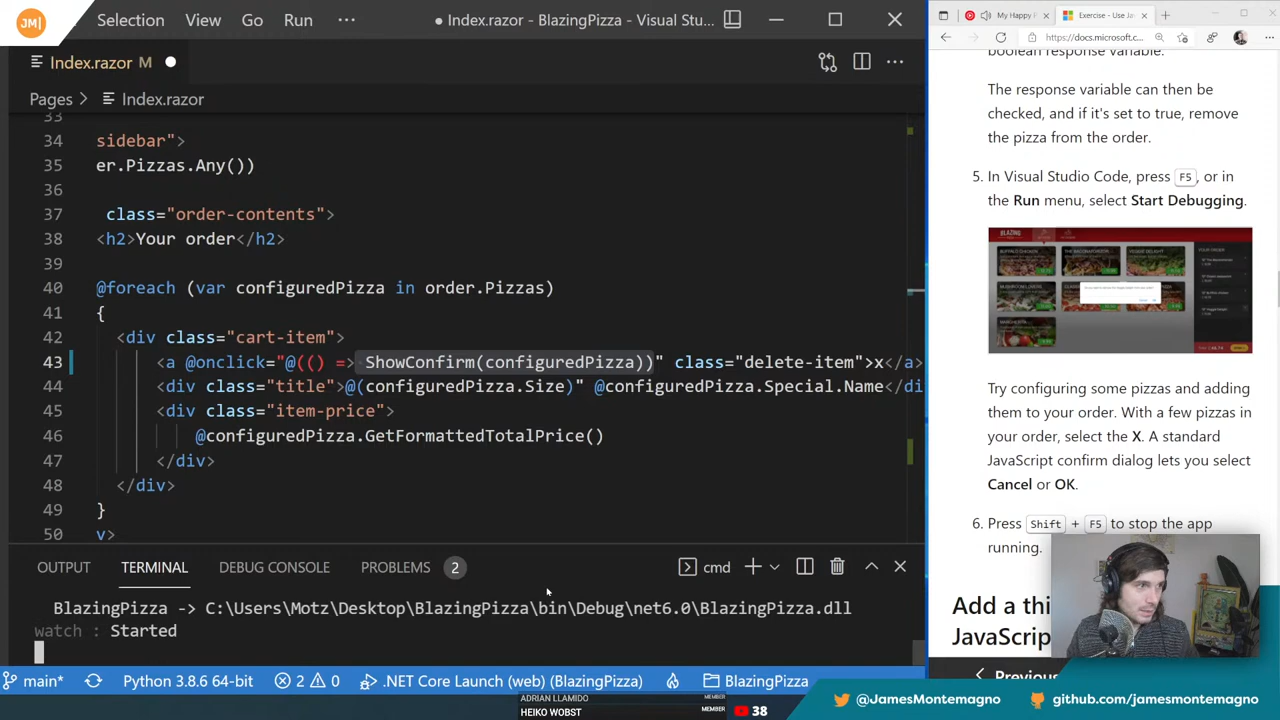 JM|
Selection View Go Run ···
● Index.razor - BlazingPizza - Visual Stu...
Index.razor M ●
Pages > Index.razor
33
34 sidebar">
35 er.Pizzas.Any())
36
37 class="order-contents">
38 <h2>Your order</h2>
39
40 @foreach (var configuredPizza in order.Pizzas)
41 {
42 <div class="cart-item">
43 <a @onclick="@(() => ShowConfirm(configuredPizza))" class="delete-item">x</a>
44 <div class="title">@(configuredPizza.Size)" @configuredPizza.Special.Name</di
45 <div class="item-price">
46 @configuredPizza.GetFormattedTotalPrice()
47 </div>
48 </div>
49 }
50 v>
OUTPUT TERMINAL DEBUG CONSOLE PROBLEMS 2 cmd
BlazingPizza -> C:\Users\Motz\Desktop\BlazingPizza\bin\Debug\net6.0\BlazingPizza.dll
watch : Started
main* Python 3.8.6 64-bit 0 0 .NET Core Launch (web) (BlazingPizza) BlazingPizza
ADRIAN LLAMIDO MEMBER
HEIKO WOBST MEMBER
38
@JamesMontemagno github.com/jamesmontemagno
My Happy Exercise - Use Ja
https://docs.microsoft.c...
boolean response variable.
The response variable can then be
checked, and if it's set to true, remove
the pizza from the order.
5. In Visual Studio Code, press F5, or in
the Run menu, select Start Debugging.
Try configuring some pizzas and adding
them to your order. With a few pizzas in
your order, select the X. A standard
JavaScript confirm dialog lets you select
Cancel or OK.
6. Press Shift + F5 to stop the app
running.
Add a thi
JavaScrip
Previous